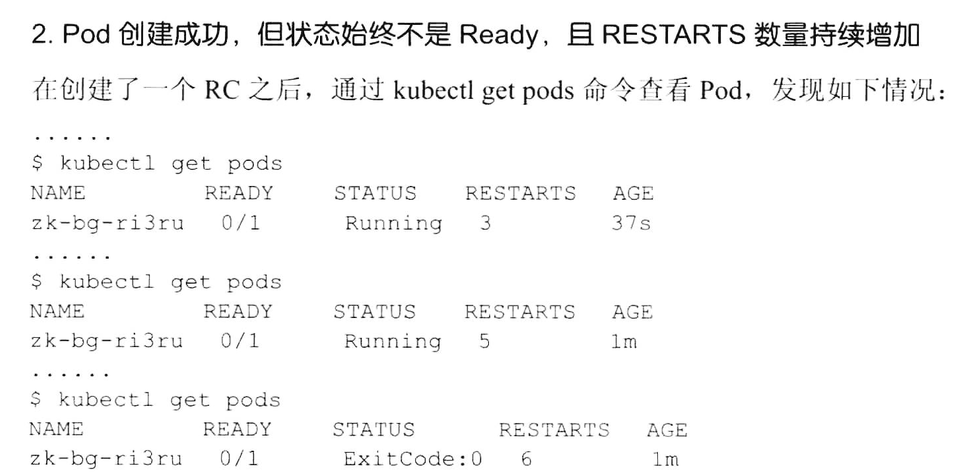 2. Pod 创建成功，但状态始终不是 Ready，且 RESTARTS 数量持续增加
在创建了一个 RC 之后，通过 kubectl get pods 命令查看 Pod，发现如下情况：
......
$ kubectl get pods
NAME READY STATUS RESTARTS AGE
zk-bg-ri3ru 0/1 Running 3 37s
......
$ kubectl get pods
NAME READY STATUS RESTARTS AGE
zk-bg-ri3ru 0/1 Running 5 1m
......
$ kubectl get pods
NAME READY STATUS RESTARTS AGE
zk-bg-ri3ru 0/1 ExitCode:0 6 1m